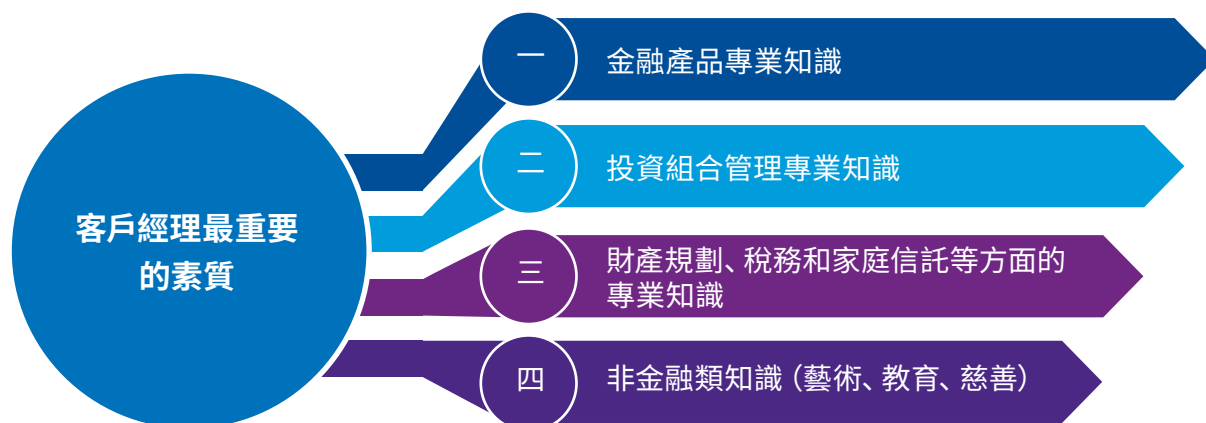 客戶經理最重要
的素質
一
金融產品專業知識
二
投資組合管理專業知識
三
財產規劃、稅務和家庭信託等方面的
專業知識
四
非金融類知識（藝術、教育、慈善）